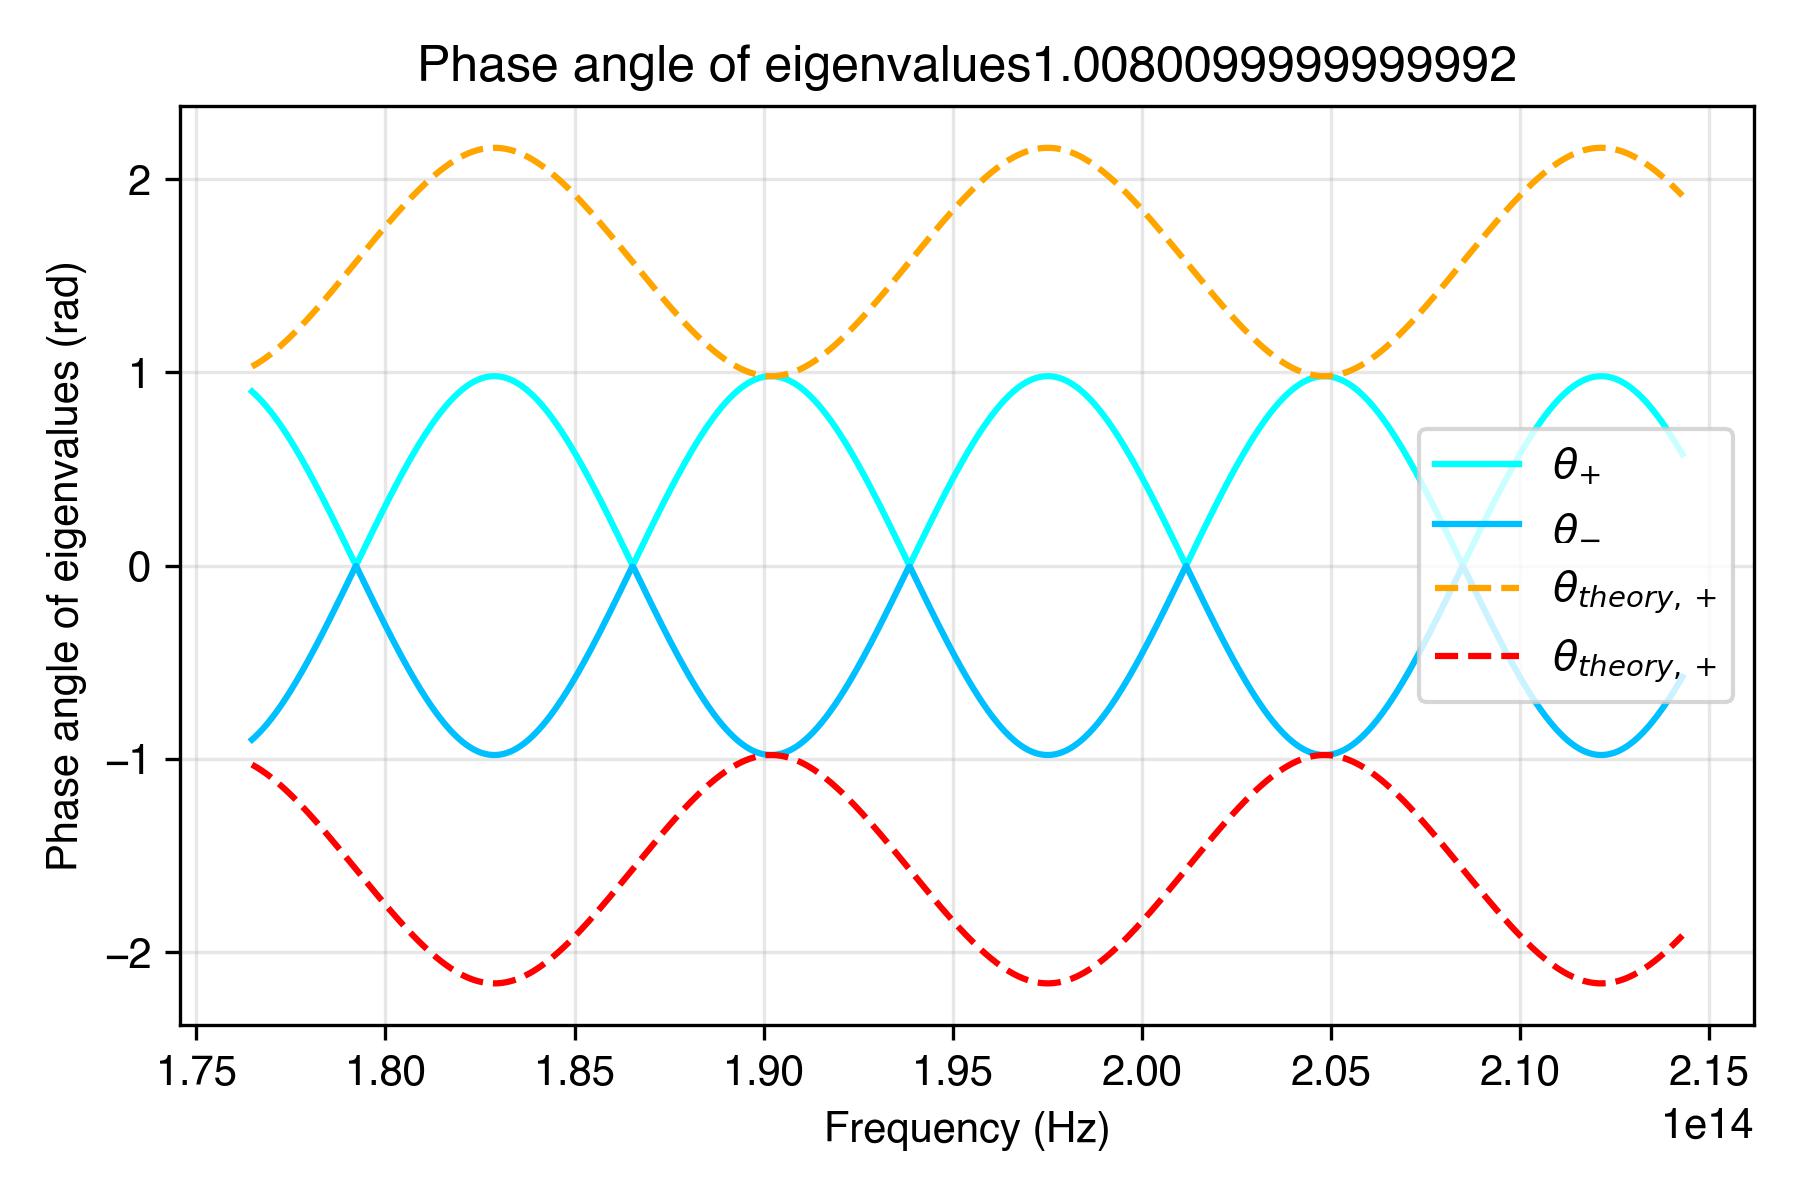 Phase angle of eigenvalues1.0080099999999992
Phase angle of eigenvalues (rad)
2
1
0
−1
−2
θ+
θ−
θtheory, +
θtheory, +
1.75 1.80 1.85 1.90 1.95 2.00 2.05 2.10 2.15
1e14
Frequency (Hz)